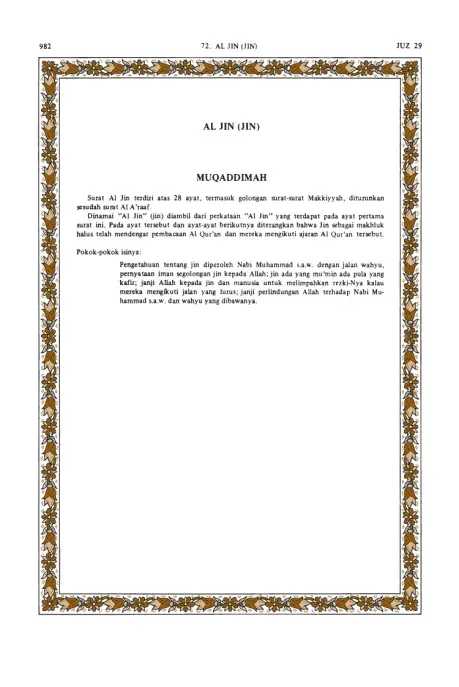 982
72. AL JIN (JIN)
JUZ 29
AL JIN (JIN)
MUQADDIMAH
Surat Al Jin terdiri atas 28 ayat, termasuk golongan surat-surat Makkiyyah, diturunkan
sesudah surat Al A'raaf.
Dinamai "Al Jin" (jin) diambil dari perkataan "Al Jin" yang terdapat pada ayat pertama
surat ini. Pada ayat tersebut dan ayat-ayat berikutnya diterangkan bahwa Jin sebagai makhluk
halus telah mendengar pembacaan Al Qur'an dan mereka mengikuti ajaran Al Qur'an tersebut.
Pokok-pokok isinya:
Pengetahuan tentang jin diperoleh Nabi Muhammad s.a.w. dengan jalan wahyu,
pernyataan iman segolongan jin kepada Allah; jin ada yang mu'min ada pula yang
kafir; janji Allah kepada jin dan manusia untuk melimpahkan rezki-Nya kalau
mereka mengikuti jalan yang lurus; janji perlindungan Allah terhadap Nabi Mu-
hammad s.a.w. dan wahyu yang dibawanya.